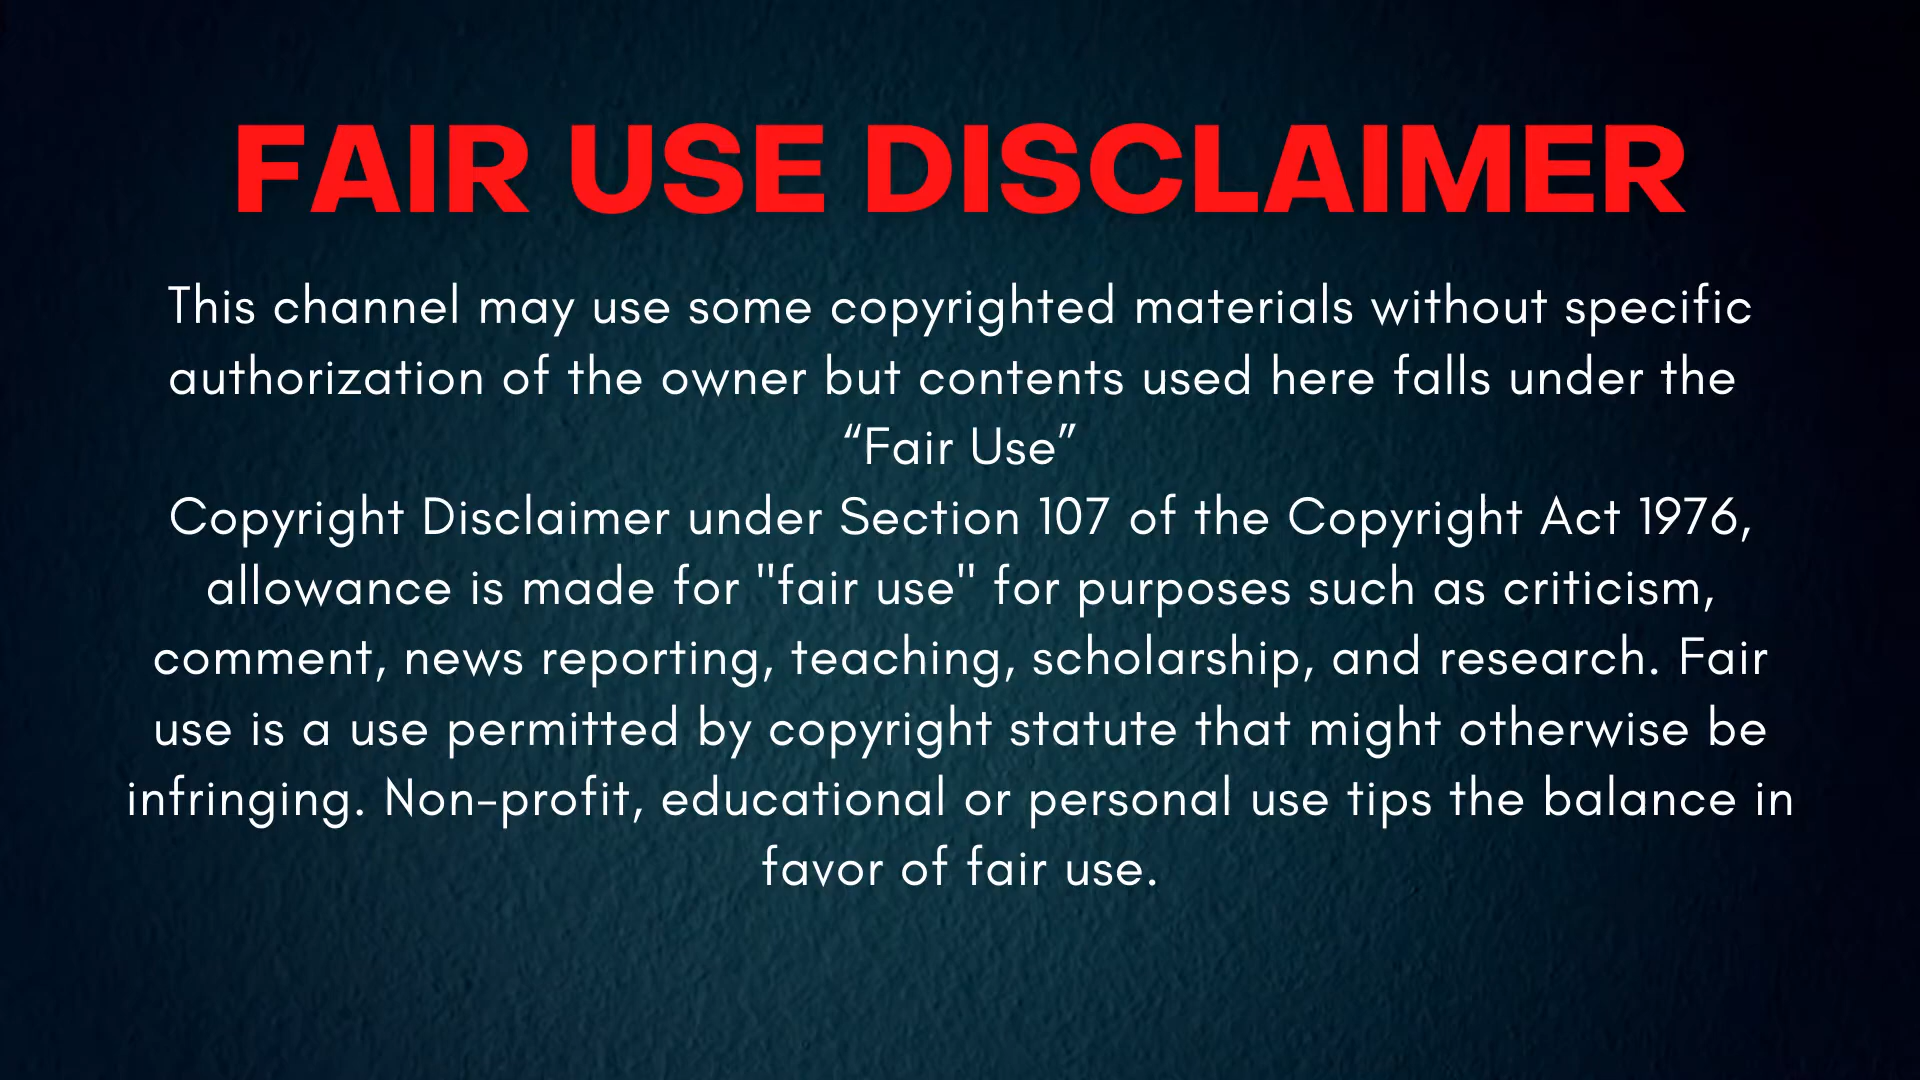 FAIR USE DISCLAIMER
This channel may use some copyrighted materials without specific
authorization of the owner but contents used here falls under the
“Fair Use”
Copyright Disclaimer under Section 107 of the Copyright Act 1976,
allowance is made for "fair use" for purposes such as criticism,
comment, news reporting, teaching, scholarship, and research. Fair
use is a use permitted by copyright statute that might otherwise be
infringing. Non-profit, educational or personal use tips the balance in
favor of fair use.